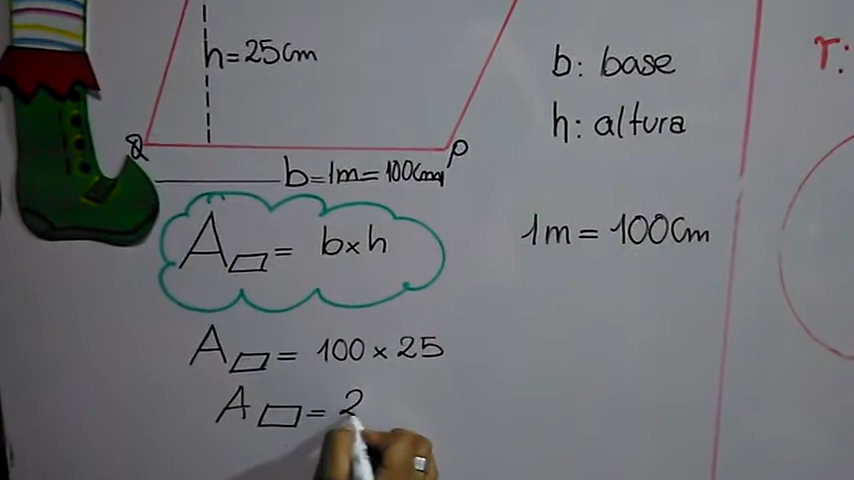 h=25cm
Q
P
b=1m=100cm
A▱= b×h
A▱= 100×25
A▱= 2
b: base
h: altura
1m=100cm
r: